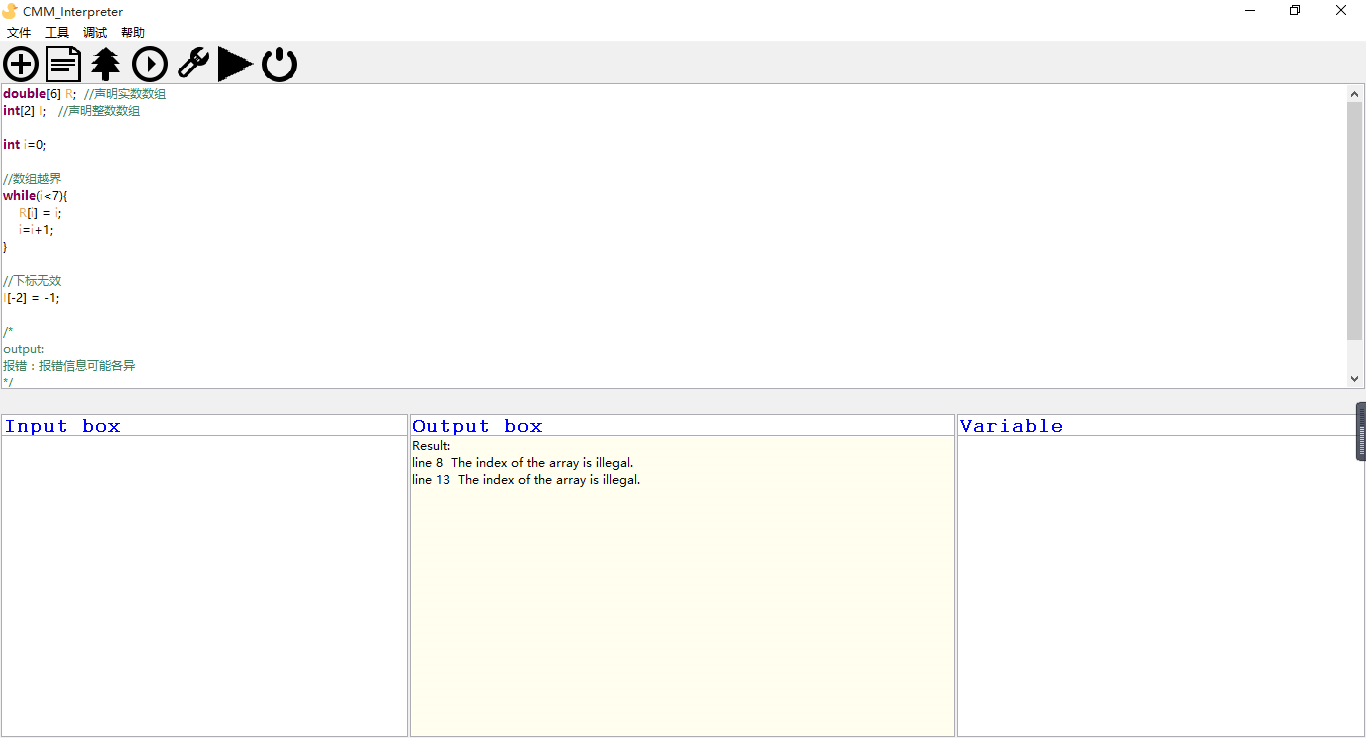 CMM_Interpreter
文件 工具 调试 帮助
double[6] R; //声明实数数组
int[2] I; //声明整数数组
int i=0;
//数组越界
while(i<7){
R[i] = i;
i=i+1;
}
//下标无效
I[-2] = -1;
/*
output:
报错：报错信息可能各异
*/
Input box
Output box
Variable
Result:
line 8 The index of the array is illegal.
line 13 The index of the array is illegal.